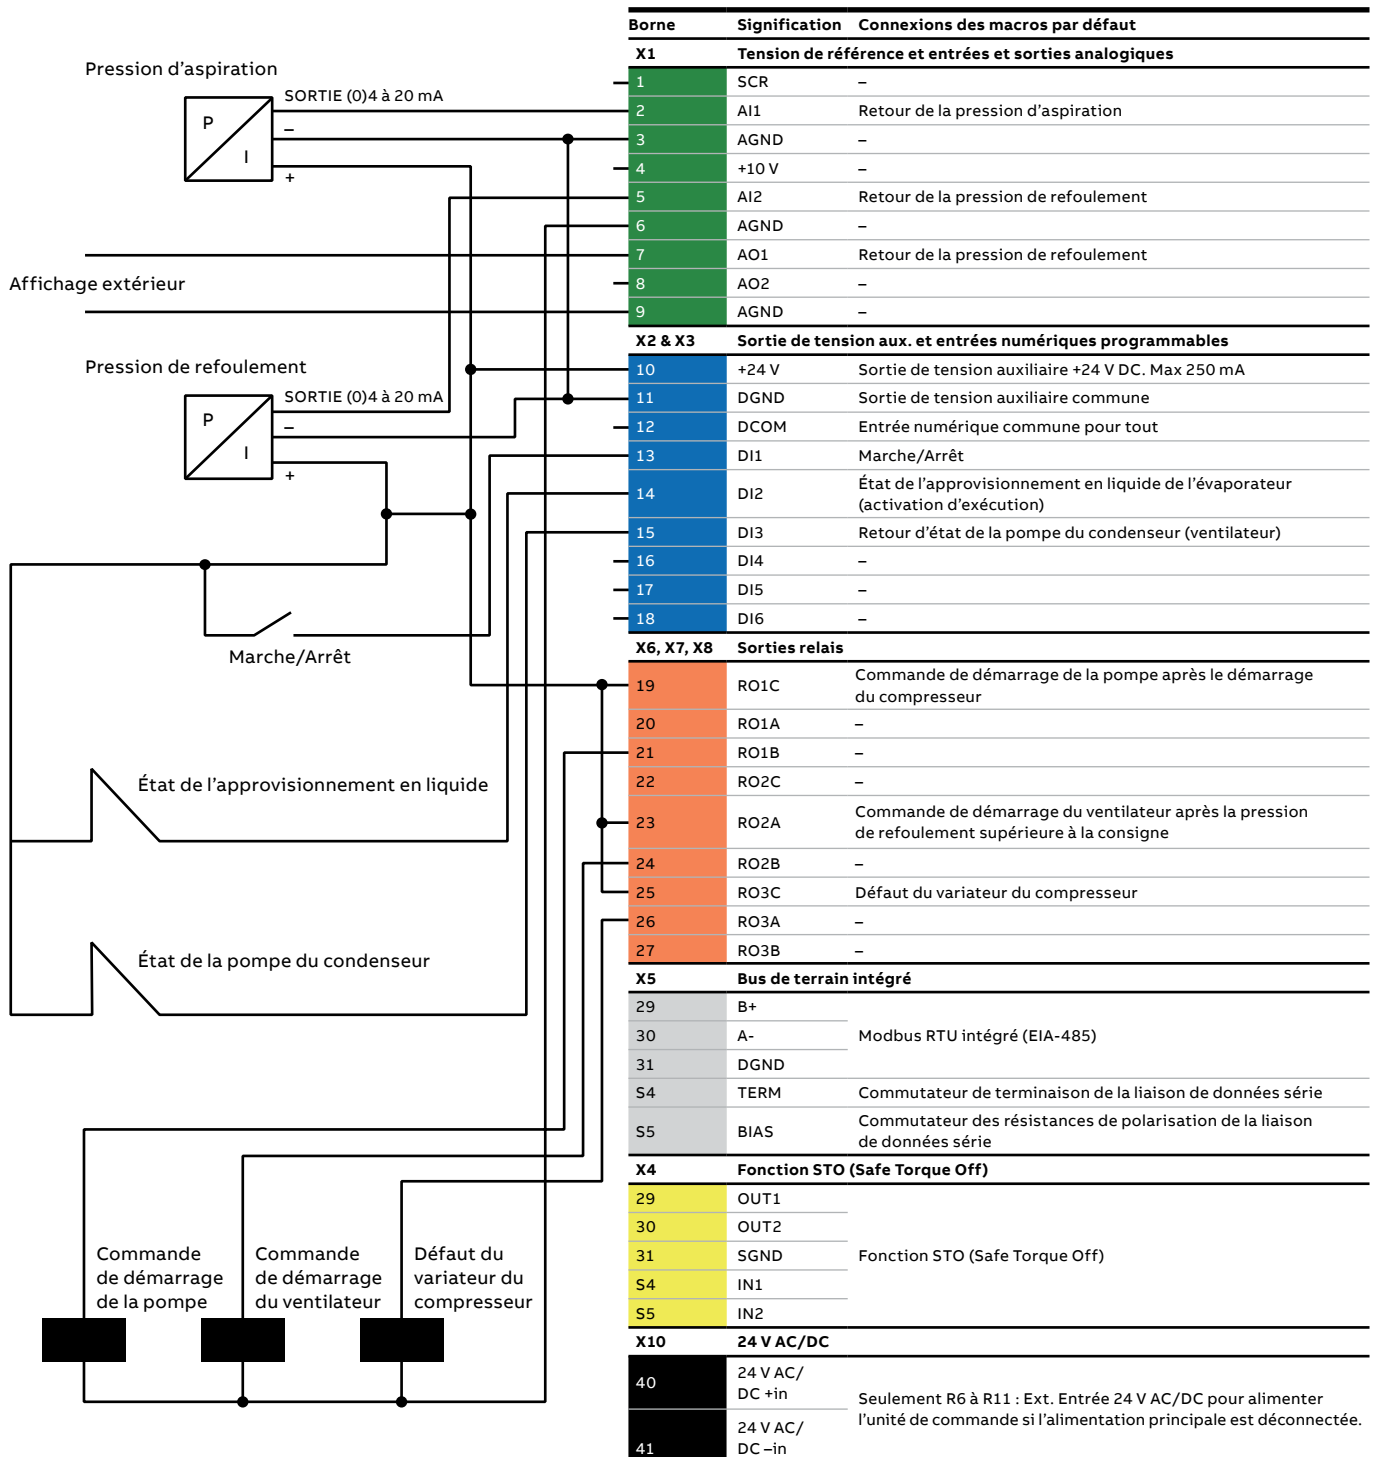 Pression d’aspiration
SORTIE (0)4 à 20 mA
P
I
–
+
Affichage extérieur
Pression de refoulement
SORTIE (0)4 à 20 mA
P
I
–
+
Marche/Arrêt
État de l’approvisionnement en liquide
État de la pompe du condenseur
Commande
de démarrage
de la pompe
Commande
de démarrage
du ventilateur
Défaut du
variateur du
compresseur
Borne Signification Connexions des macros par défaut
X1 Tension de référence et entrées et sorties analogiques
1 SCR –
2 AI1 Retour de la pression d’aspiration
3 AGND –
4 +10 V –
5 AI2 Retour de la pression de refoulement
6 AGND –
7 AO1 Retour de la pression de refoulement
8 AO2 –
9 AGND –
X2 & X3 Sortie de tension aux. et entrées numériques programmables
10 +24 V Sortie de tension auxiliaire +24 V DC. Max 250 mA
11 DGND Sortie de tension auxiliaire commune
12 DCOM Entrée numérique commune pour tout
13 DI1 Marche/Arrêt
14 DI2 État de l’approvisionnement en liquide de l’évaporateur
(activation d’exécution)
15 DI3 Retour d’état de la pompe du condenseur (ventilateur)
16 DI4 –
17 DI5 –
18 DI6 –
X6, X7, X8 Sorties relais
19 RO1C Commande de démarrage de la pompe après le démarrage
du compresseur
20 RO1A –
21 RO1B –
22 RO2C –
23 RO2A Commande de démarrage du ventilateur après la pression
de refoulement supérieure à la consigne
24 RO2B –
25 RO3C Défaut du variateur du compresseur
26 RO3A –
27 RO3B –
X5 Bus de terrain intégré
29 B+
30 A- Modbus RTU intégré (EIA-485)
31 DGND
S4 TERM Commutateur de terminaison de la liaison de données série
S5 BIAS Commutateur des résistances de polarisation de la liaison
de données série
X4 Fonction STO (Safe Torque Off)
29 OUT1
30 OUT2
31 SGND Fonction STO (Safe Torque Off)
S4 IN1
S5 IN2
X10 24 V AC/DC
40 24 V AC/
DC +in
Seulement R6 à R11 : Ext. Entrée 24 V AC/DC pour alimenter
l’unité de commande si l’alimentation principale est déconnectée.
41 24 V AC/
DC –in